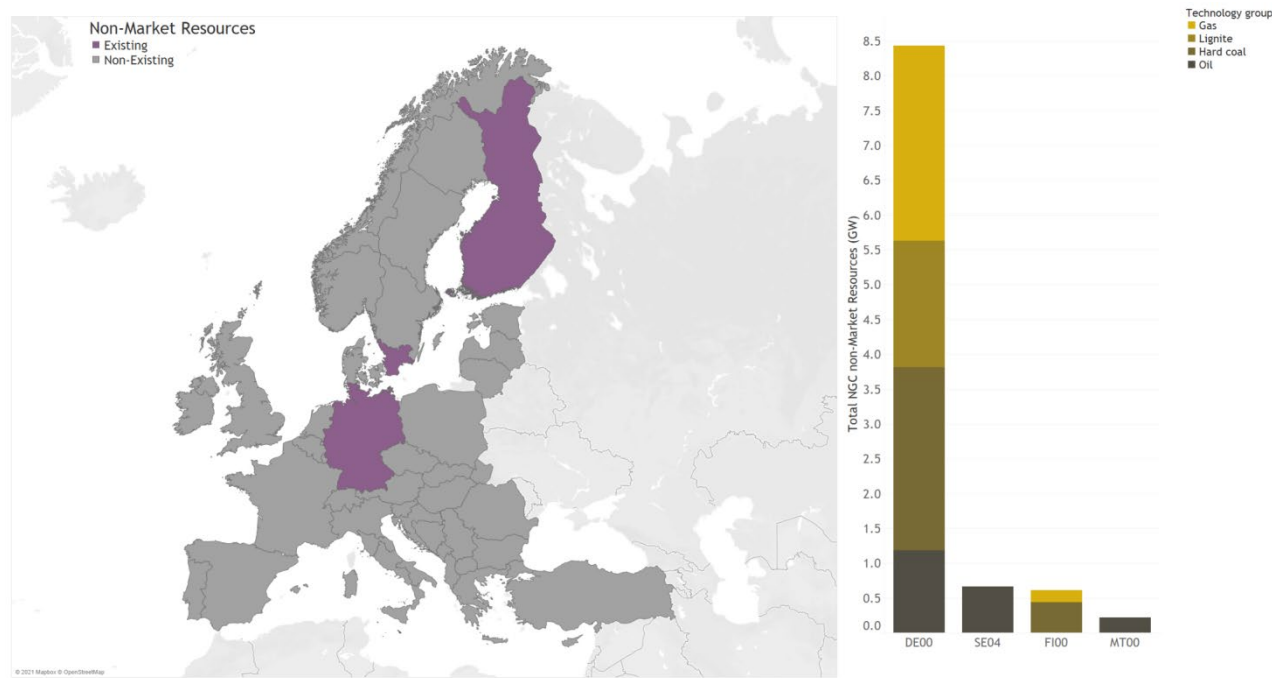 Non-Market Resources
Existing
Non-Existing
© 2021 Mapbox © OpenStreetMap
Total NGC non-Market Resources (GW)
8.5
8.0
7.5
7.0
6.5
6.0
5.5
5.0
4.5
4.0
3.5
3.0
2.5
2.0
1.5
1.0
0.5
0.0
DE00 SE04 FI00 MT00
Technology group
Gas
Lignite
Hard coal
Oil